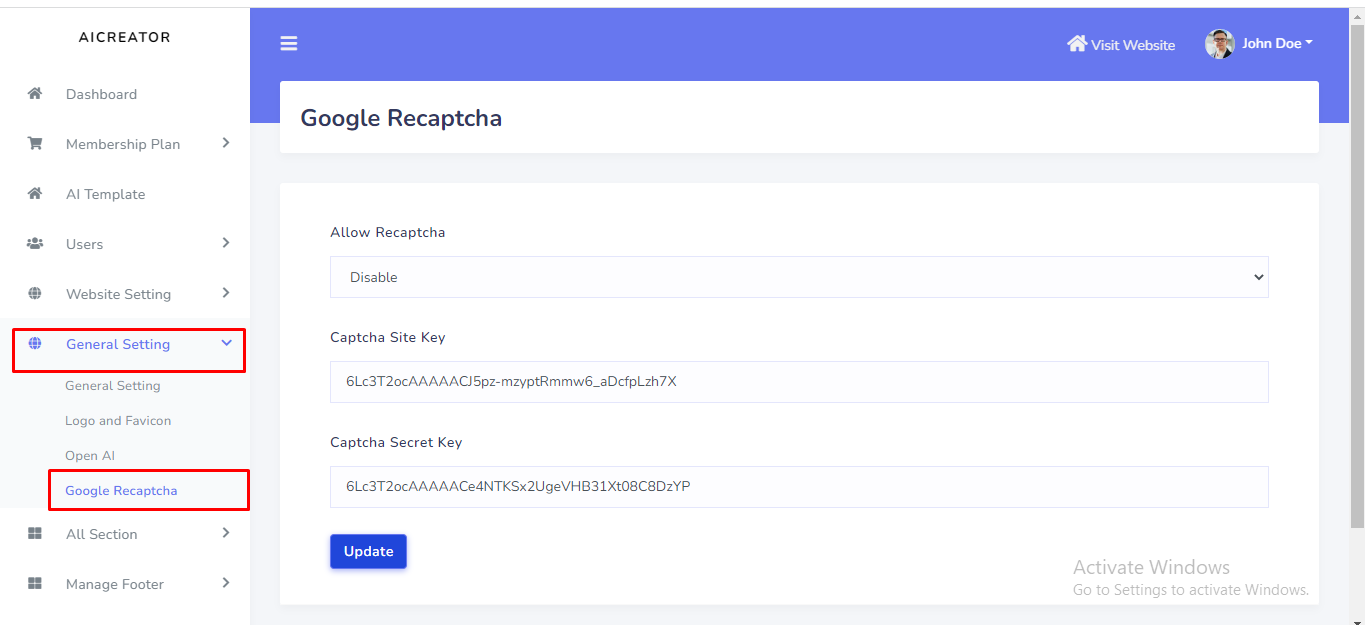 AICREATOR
Visit Website
John Doe
Dashboard
Membership Plan
AI Template
Users
Website Setting
General Setting
General Setting
Logo and Favicon
Open AI
Google Recaptcha
All Section
Manage Footer
Google Recaptcha
Allow Recaptcha
Disable
Captcha Site Key
6Lc3T2ocAAAAACJ5pz-mzyptRmmw6_aDcfpLzh7X
Captcha Secret Key
6Lc3T2ocAAAAACe4NTKSx2UgeVHB31Xt08C8DzYP
Update
Activate Windows
Go to Settings to activate Windows.